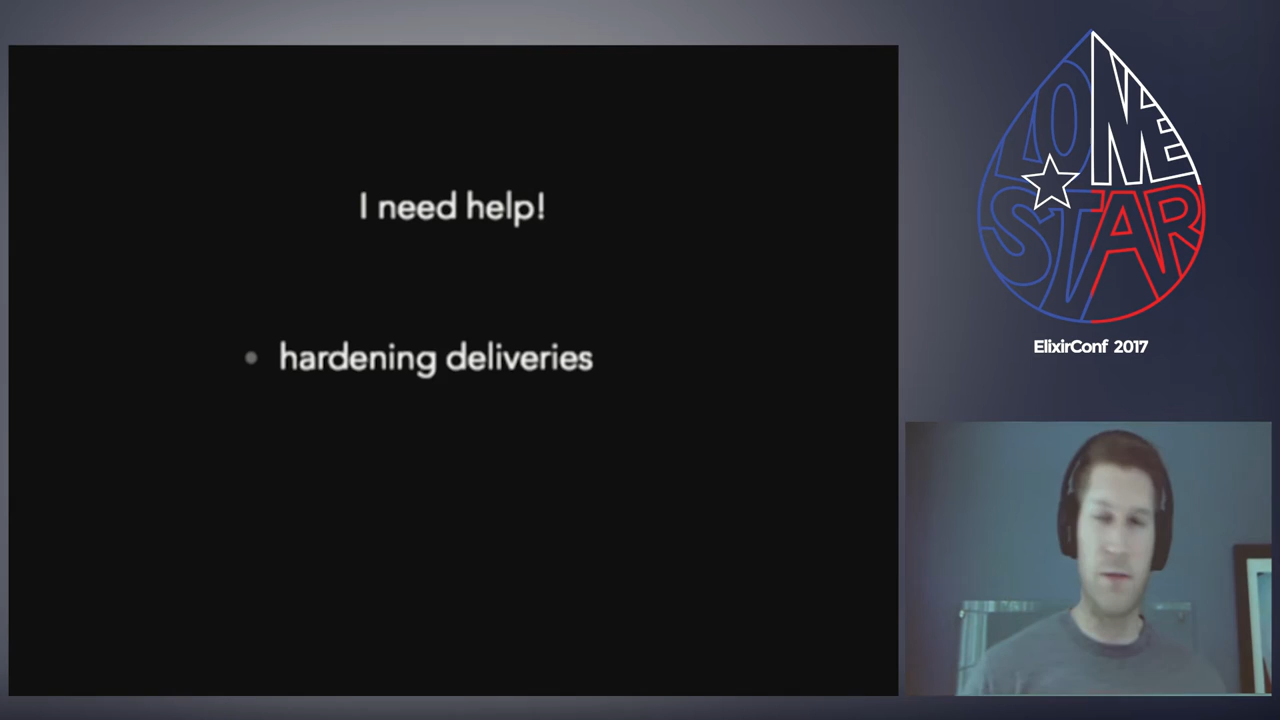 I need help!
• hardening deliveries
LONE
STAR
ElixirConf 2017